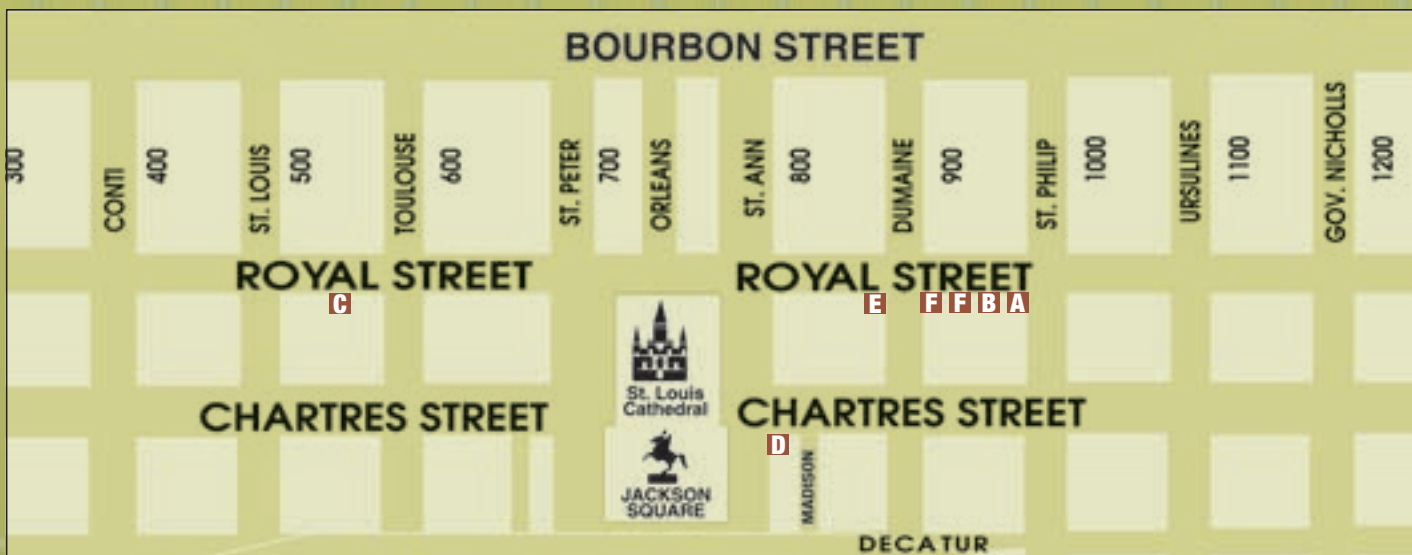 BOURBON STREET
300
CONTI
400
ST. LOUIS
500
TOULOUSE
600
ST. PETER
700
ORLEANS
ST. ANN
800
DUMAINE
900
ST. PHILIP
1000
URSULINES
1100
GOV. NICHOLLS
1200
ROYAL STREET
ROYAL STREET
C
E
F
F
B
A
St. Louis
Cathedral
CHARTRES STREET
CHARTRES STREET
D
JACKSON
SQUARE
MADISON
DECATUR